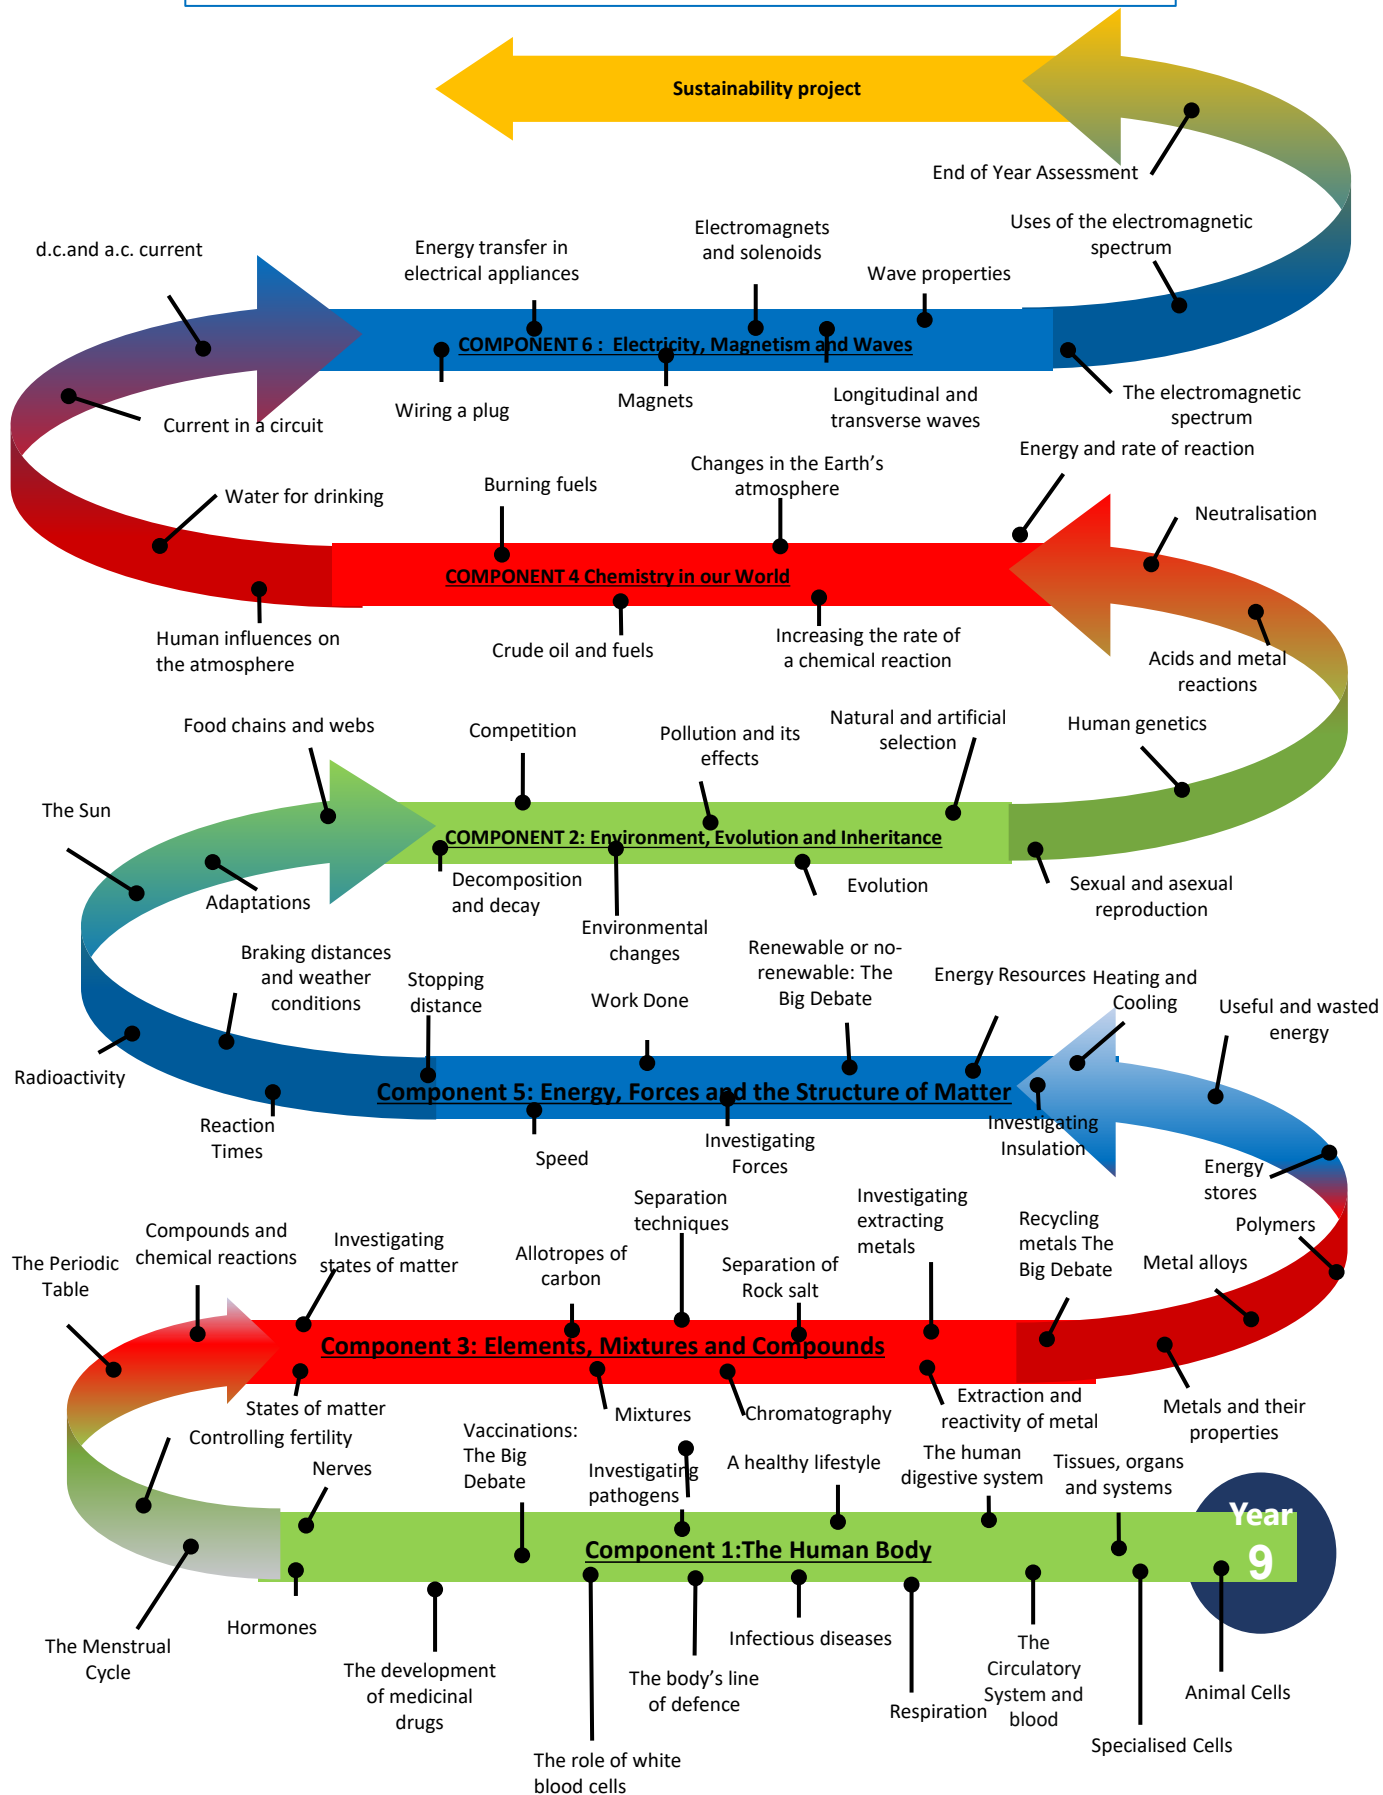 Sustainability project
End of Year Assessment
Uses of the electromagnetic
spectrum
Electromagnets
and solenoids
d.c.and a.c. current
Energy transfer in
electrical appliances
Wave properties
COMPONENT 6 :  Electricity, Magnetism and Waves
Wiring a plug
Magnets
Longitudinal and
transverse waves
The electromagnetic
spectrum
Current in a circuit
Energy and rate of reaction
Changes in the Earth's
atmosphere
Burning fuels
Water for drinking
Neutralisation
COMPONENT 4 Chemistry in our World
Human influences on
the atmosphere
Crude oil and fuels
Increasing the rate of
a chemical reaction
Acids and metal
reactions
Food chains and webs
Competition
Pollution and its
effects
Natural and artificial
selection
Human genetics
The Sun
COMPONENT 2: Environment, Evolution and Inheritance
Adaptations
Decomposition
and decay
Environmental
changes
Evolution
Sexual and asexual
reproduction
Braking distances
and weather
conditions
Stopping
distance
Work Done
Renewable or no-
renewable: The
Big Debate
Energy Resources
Heating and
Cooling
Useful and wasted
energy
Radioactivity
Component 5: Energy, Forces and the Structure of Matter
Reaction
Times
Speed
Investigating
Forces
Investigating
Insulation
Energy
stores
Polymers
The Periodic
Table
Compounds and
chemical reactions
Investigating
states of matter
Allotropes of
carbon
Separation
techniques
Separation of
Rock salt
Investigating
extracting
metals
Recycling
metals The
Big Debate
Metal alloys
Component 3: Elements, Mixtures and Compounds
States of matter
Mixtures
Chromatography
Extraction and
reactivity of metal
Metals and their
properties
Controlling fertility
Nerves
Vaccinations:
The Big
Debate
Investigating
pathogens
A healthy lifestyle
The human
digestive system
Tissues, organs
and systems
Year
9
Component 1:The Human Body
The Menstrual
Cycle
Hormones
The development
of medicinal
drugs
The role of white
blood cells
The body's line
of defence
Infectious diseases
Respiration
The
Circulatory
System and
blood
Specialised Cells
Animal Cells